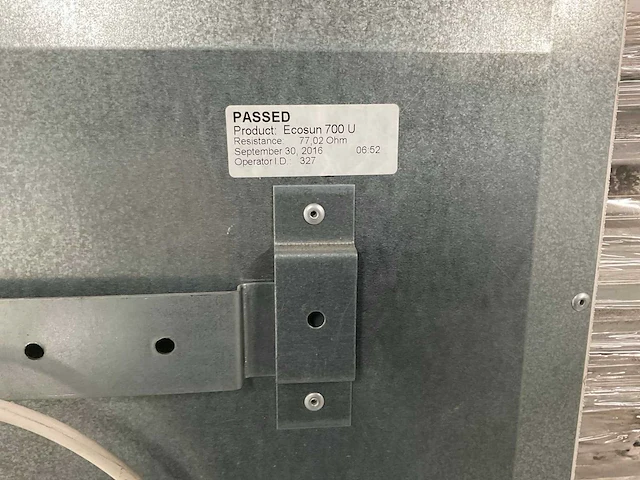 PASSED
Product: Ecosun 700 U
Resistance: 77,02 Ohm
September 30, 2016 06:52
Operator I.D.: 327